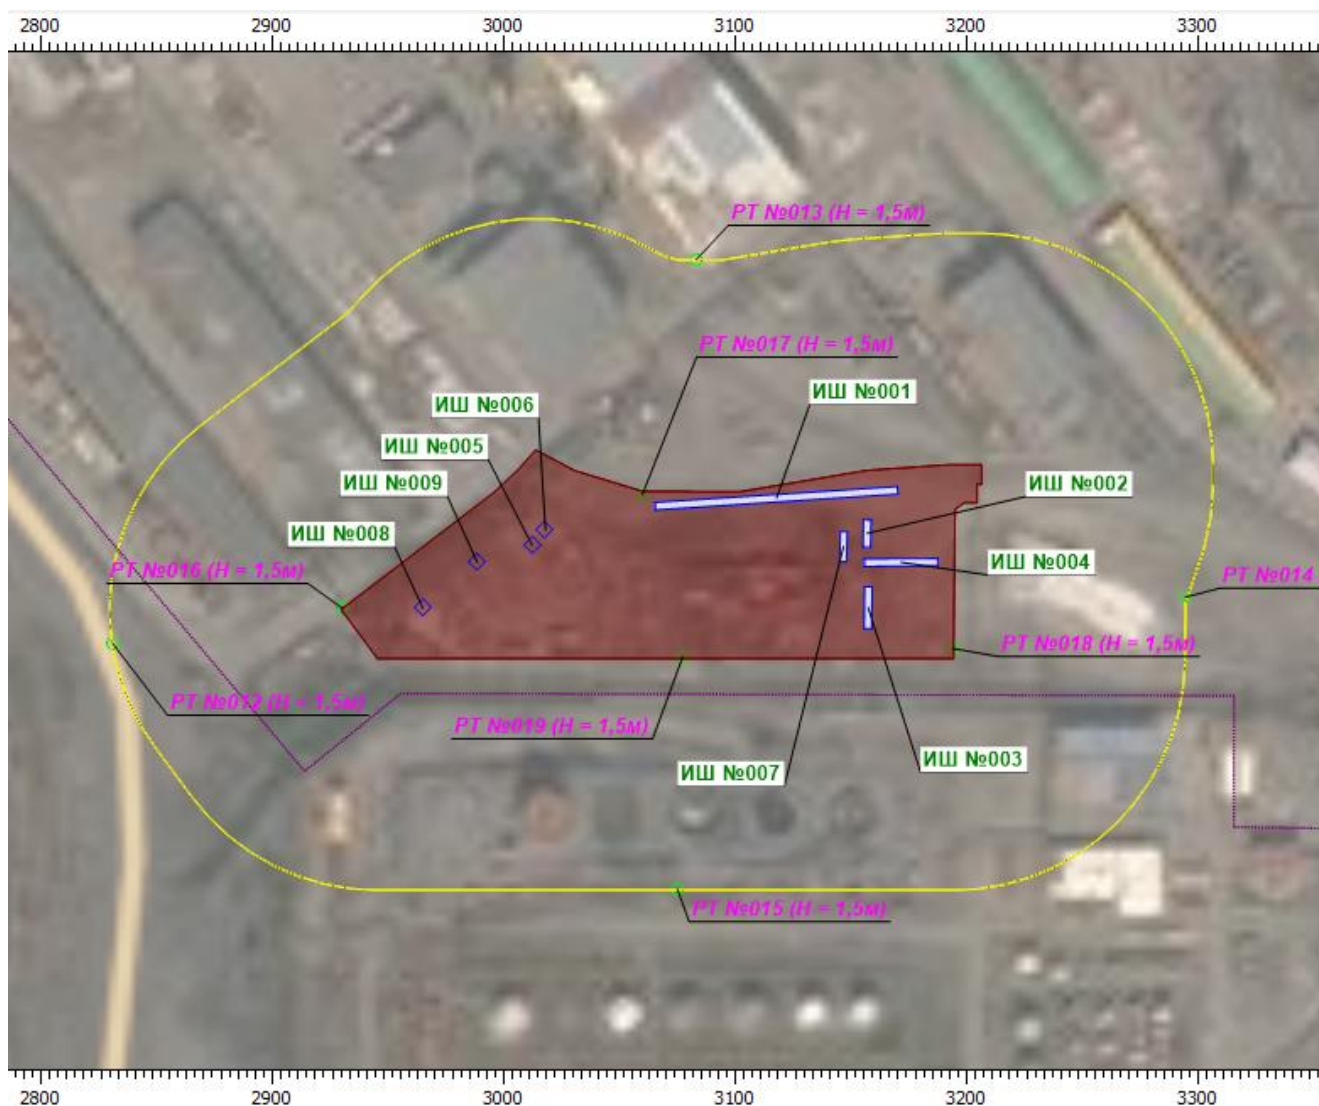 2800 2900 3000 3100 3200 3300
РТ №013 (Н = 1,5м)
РТ №017 (Н = 1,5м)
ИШ №001
ИШ №006
ИШ №005
ИШ №009
ИШ №002
ИШ №008
ИШ №004
РТ №016 (Н = 1,5м)
РТ №014
РТ №018 (Н = 1,5м)
РТ №012 (Н = 1,5м)
РТ №019 (Н = 1,5м)
ИШ №003
ИШ №007
РТ №015 (Н = 1,5м)
2800 2900 3000 3100 3200 3300